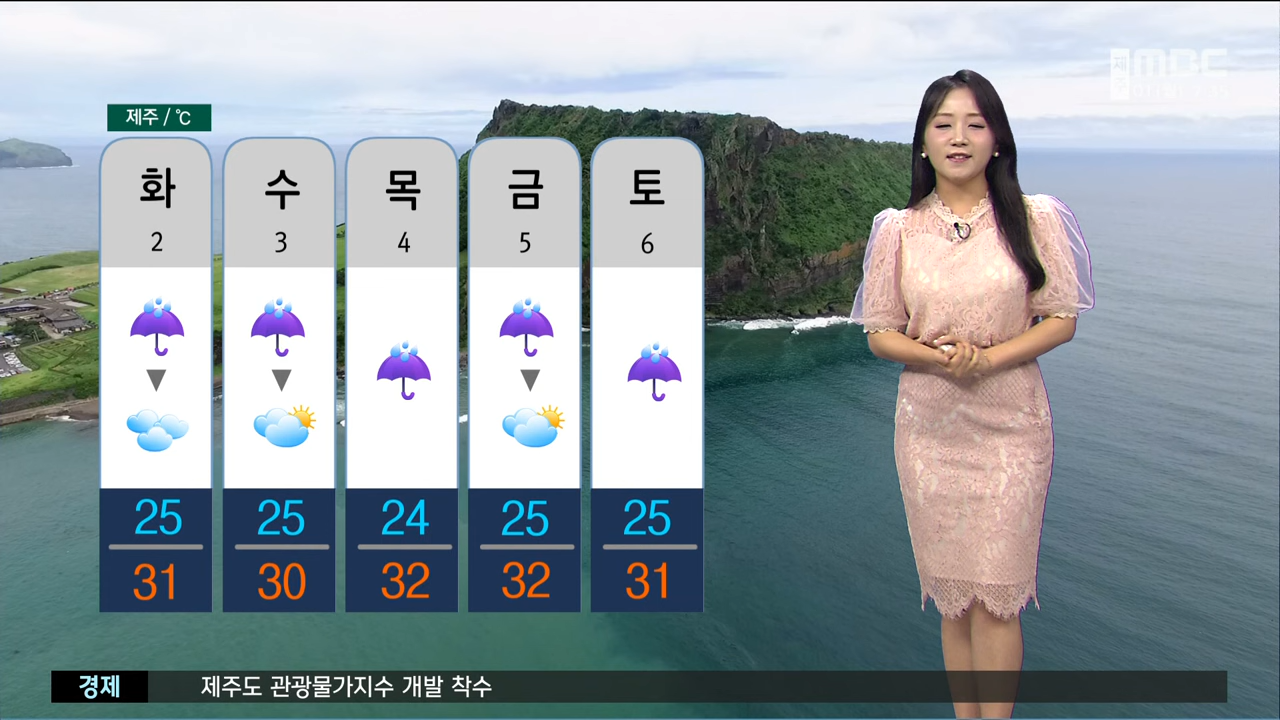 제주 MBC
제주 / ℃
화 수 목 금 토
2 3 4 5 6
25 25 24 25 25
31 30 32 32 31
경제 제주도 관광물가지수 개발 착수